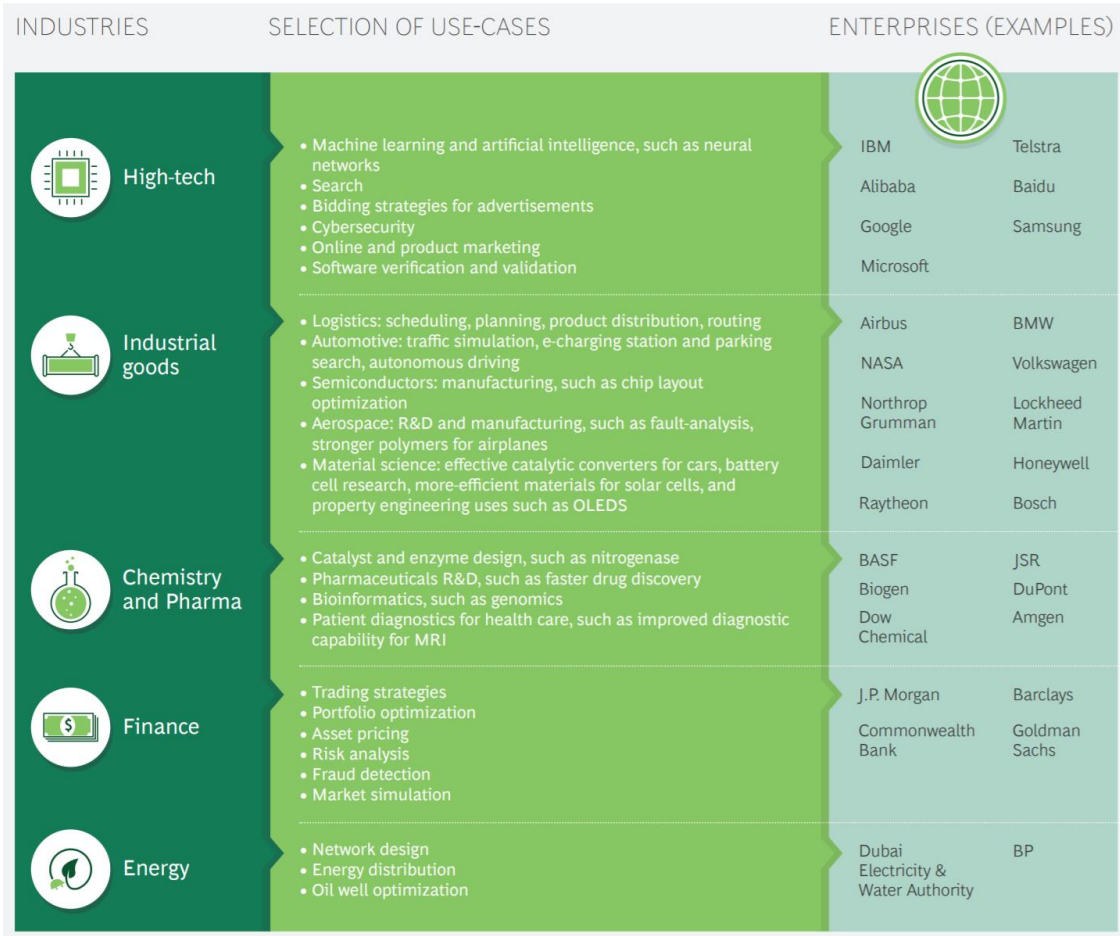 INDUSTRIES
SELECTION OF USE-CASES
ENTERPRISES (EXAMPLES)
High-tech
• Machine learning and artificial intelligence, such as neural
networks
• Search
• Bidding strategies for advertisements
• Cybersecurity
• Online and product marketing
• Software verification and validation
IBM
Telstra
Alibaba
Baidu
Google
Samsung
Microsoft
Industrial
goods
• Logistics: scheduling, planning, product distribution, routing
• Automotive: traffic simulation, e-charging station and parking
search, autonomous driving
• Semiconductors: manufacturing, such as chip layout
optimization
• Aerospace: R&D and manufacturing, such as fault-analysis,
stronger polymers for airplanes
• Material science: effective catalytic converters for cars, battery
cell research, more-efficient materials for solar cells, and
property engineering uses such as OLEDS
Airbus
BMW
NASA
Volkswagen
Northrop
Grumman
Lockheed
Martin
Daimler
Honeywell
Raytheon
Bosch
Chemistry
and Pharma
• Catalyst and enzyme design, such as nitrogenase
• Pharmaceuticals R&D, such as faster drug discovery
• Bioinformatics, such as genomics
• Patient diagnostics for health care, such as improved diagnostic
capability for MRI
BASF
JSR
Biogen
DuPont
Dow
Chemical
Amgen
Finance
$
• Trading strategies
• Portfolio optimization
• Asset pricing
• Risk analysis
• Fraud detection
• Market simulation
J.P. Morgan
Barclays
Commonwealth
Bank
Goldman
Sachs
Energy
• Network design
• Energy distribution
• Oil well optimization
Dubai
Electricity &
Water Authority
BP